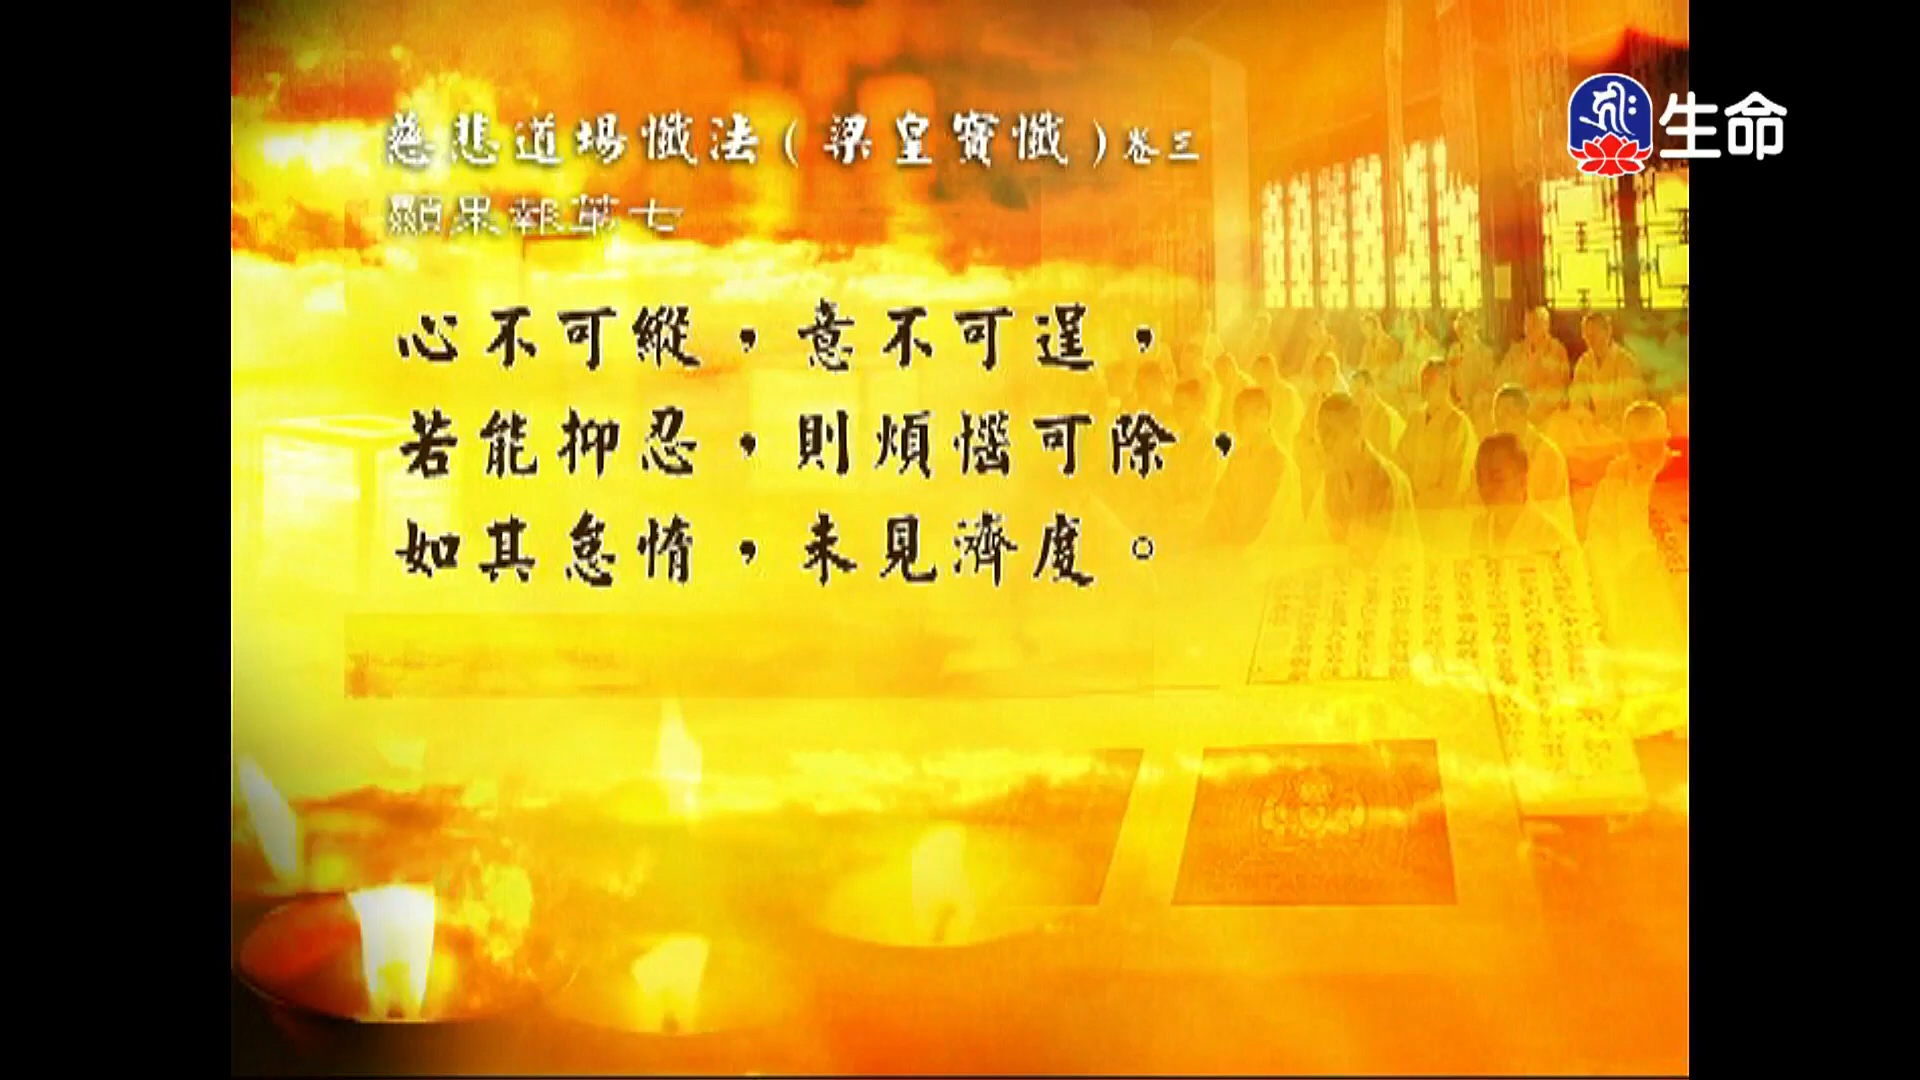 慈悲道場懺法(梁皇寶懺)卷三
顯果報第七
心不可縱，意不可逞，
若能抑忍，則煩惱可除，
如其怠惰，未見濟度。
生命